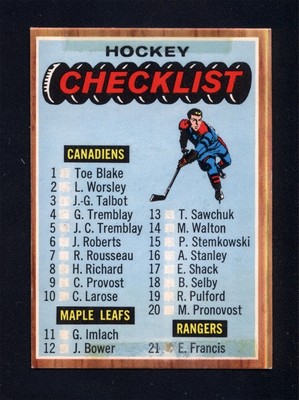 HOCKEY
CHECKLIST
CANADIENS
1 Toe Blake
2 L. Worsley
3 J.-G. Talbot
4 G. Tremblay
5 J. C. Tremblay
6 J. Roberts
7 R. Rousseau
8 H. Richard
9 C. Provost
10 C. Larose
MAPLE LEAFS
11 G. Imlach
12 J. Bower
13 T. Sawchuk
14 M. Walton
15 P. Stemkowski
16 A. Stanley
17 E. Shack
18 B. Selby
19 R. Pulford
20 M. Pronovost
RANGERS
21 E. Francis